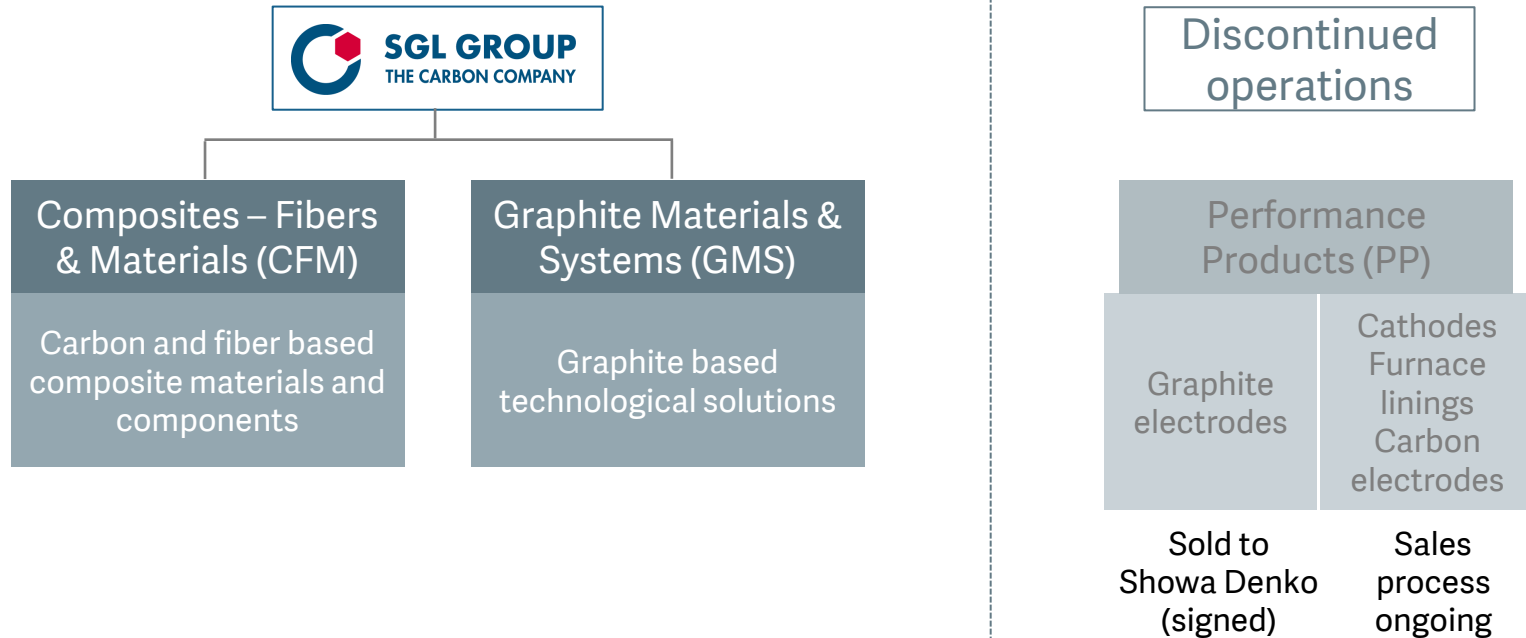 SGL GROUP
THE CARBON COMPANY
Composites – Fibers
& Materials (CFM)
Carbon and fiber based
composite materials and
components
Graphite Materials &
Systems (GMS)
Graphite based
technological solutions
Discontinued
operations
Performance
Products (PP)
Graphite
electrodes
Cathodes
Furnace
linings
Carbon
electrodes
Sold to
Showa Denko
(signed)
Sales
process
ongoing